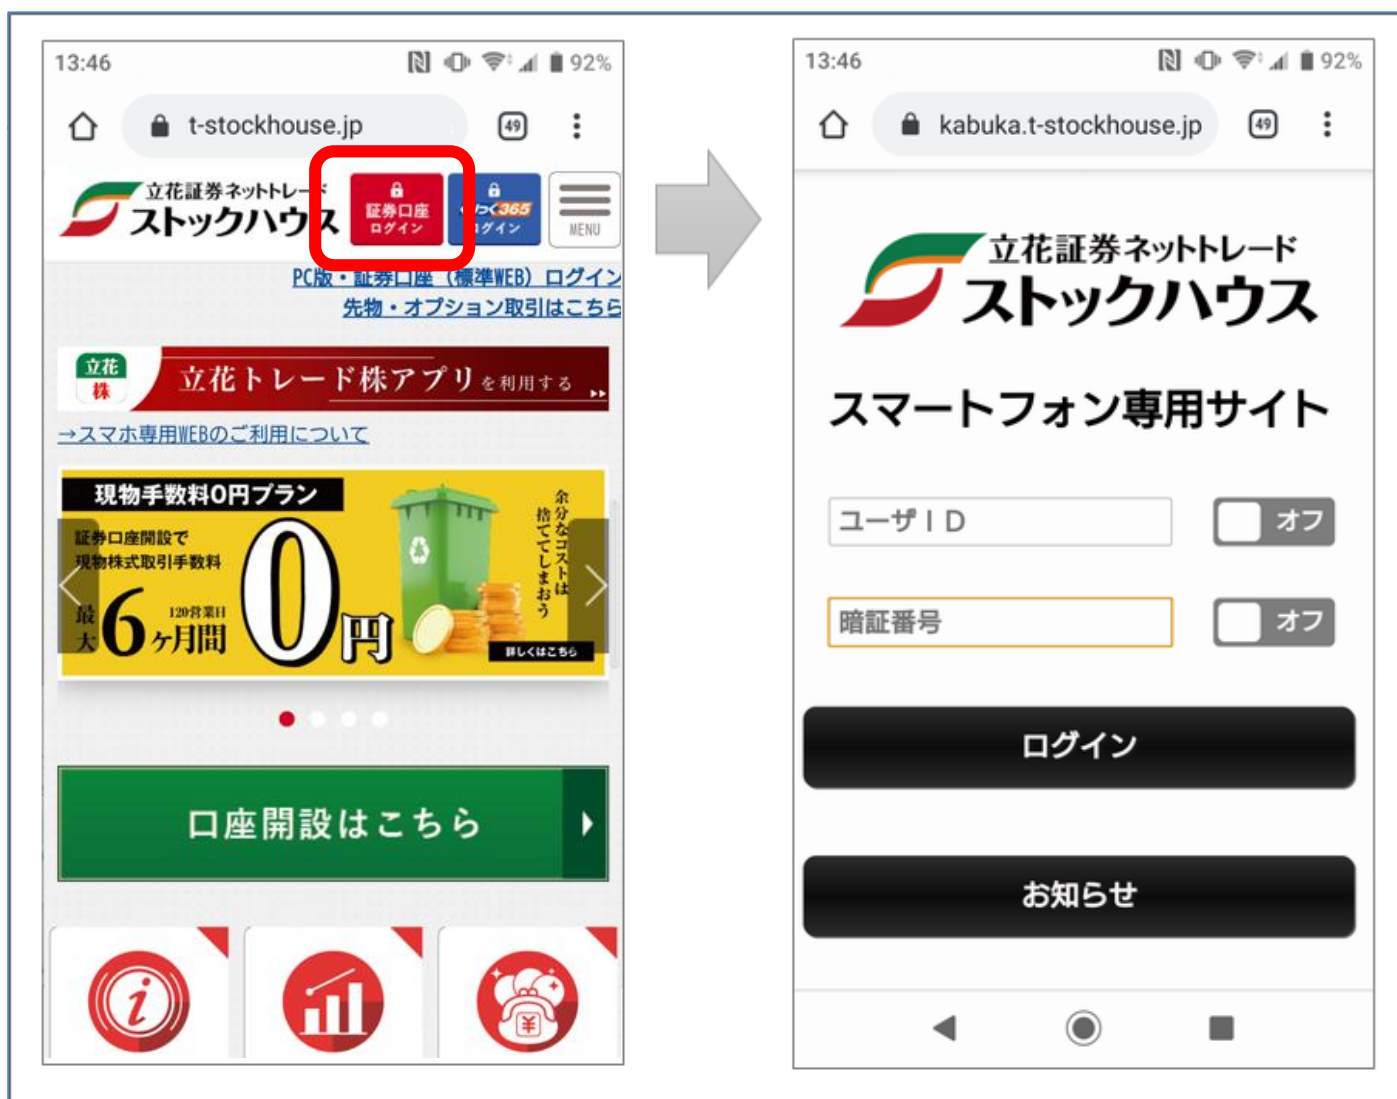 13:46
92%
t-stockhouse.jp
49
立花証券ネットトレード
ストックハウス
証券口座
ログイン
365
ログイン
MENU
PC版・証券口座（標準WEB）ログイン
先物・オプション取引はこちら
立花
株
立花トレード株アプリを利用する
→スマホ専用WEBのご利用について
現物手数料0円プラン
証券口座開設で
現物株式取引手数料
最大6ヶ月間
120営業日
0円
余分なコストは
捨ててしまおう
詳しくはこちら
口座開設はこちら
i
¥
13:46
92%
kabuka.t-stockhouse.jp
49
立花証券ネットトレード
ストックハウス
スマートフォン専用サイト
ユーザID
オフ
暗証番号
オフ
ログイン
お知らせ